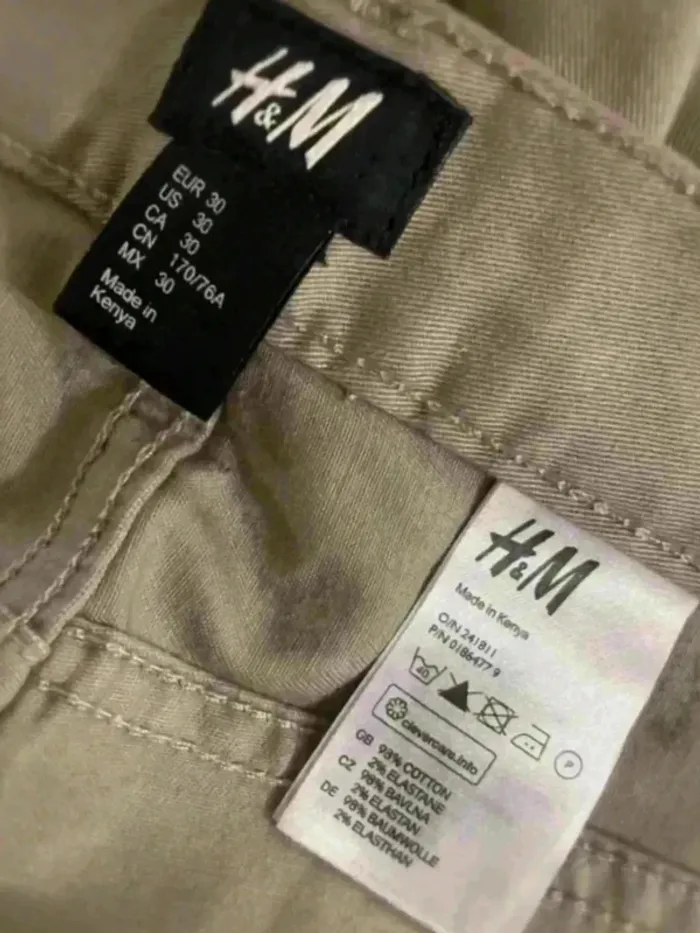 H&M
EUR 30
US 30
CA 30
CN 170/76A
MX 30
Made in
Kenya
H&M
Made in Kenya
O/N 241811
P/N 0186477 9
40
P
clevercare.info
GB 98% COTTON
2% ELASTANE
CZ 98% BAVLNA
2% ELASTAN
DE 98% BAUMWOLLE
2% ELASTHAN